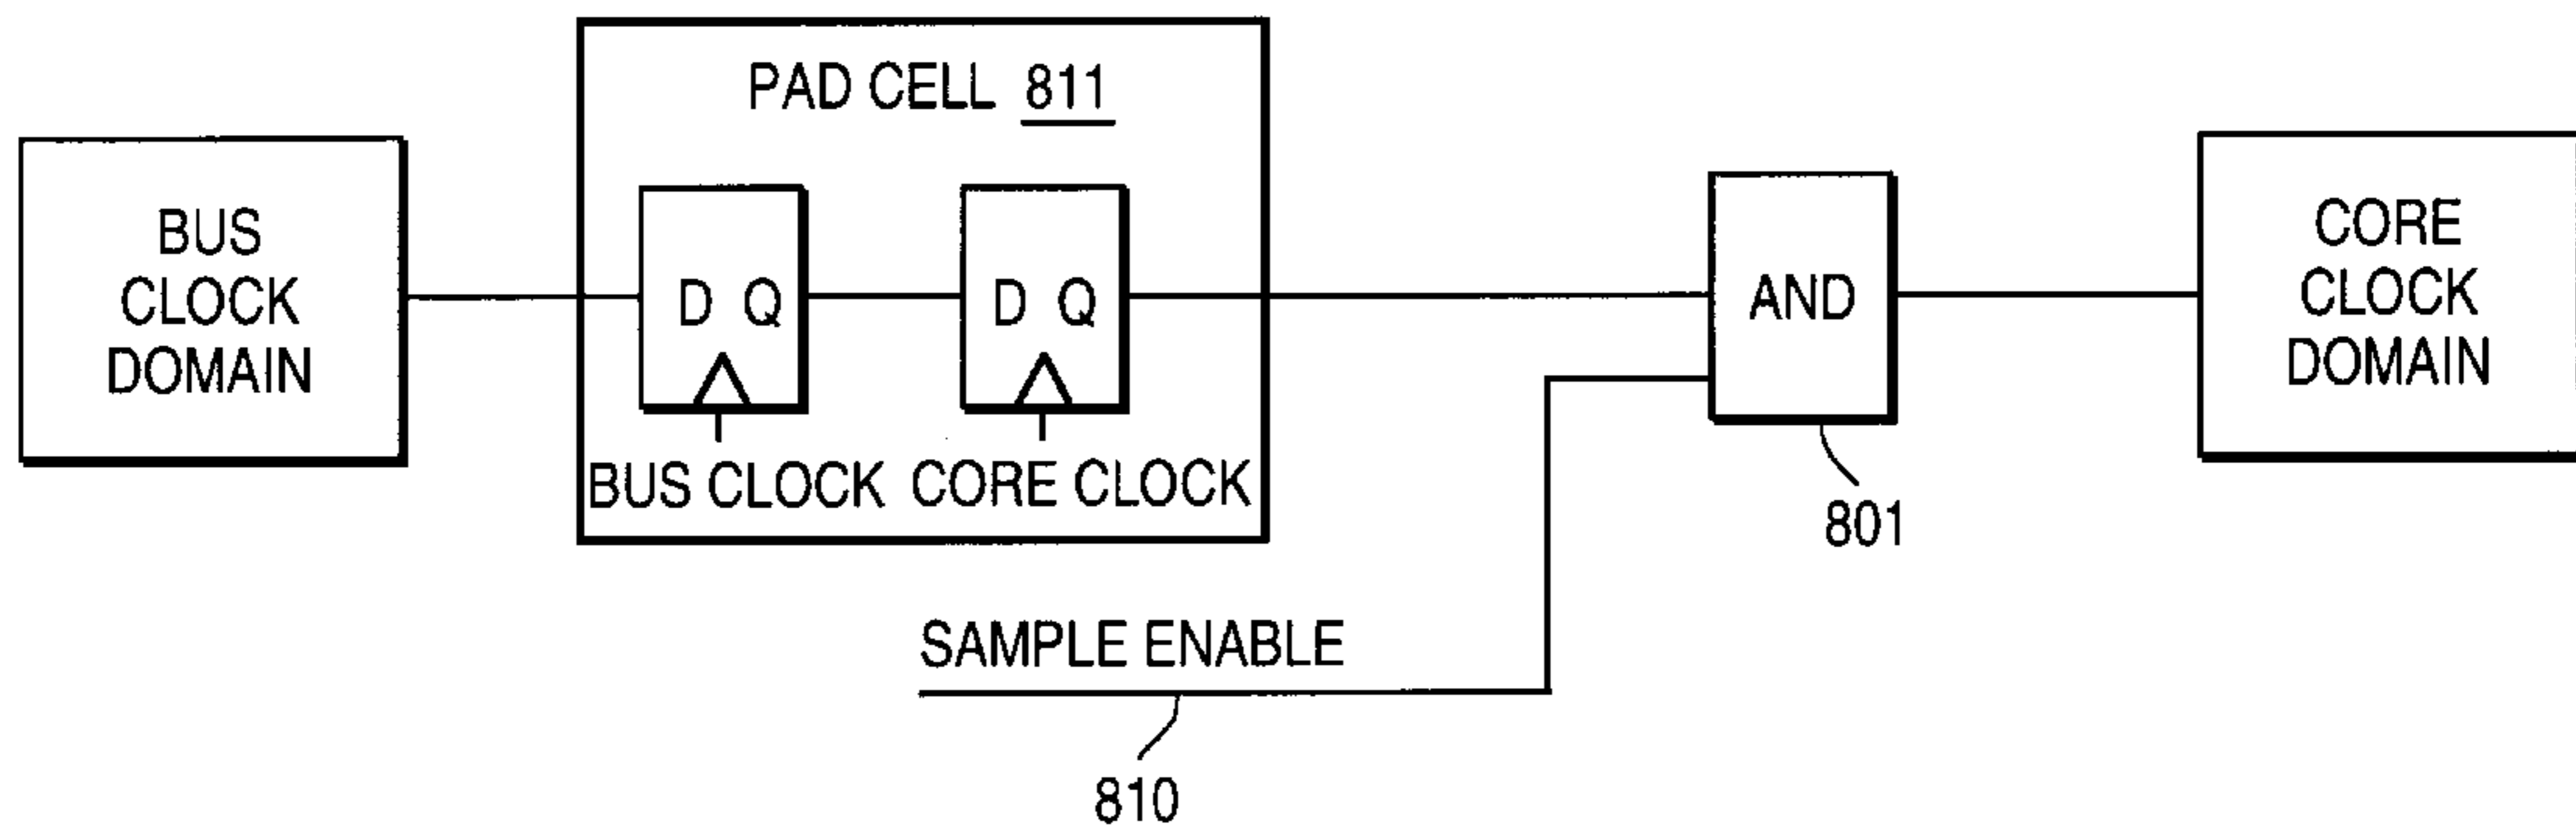 PAD CELL 811
BUS
CLOCK
DOMAIN
D Q
D Q
BUS CLOCK
CORE CLOCK
AND
801
CORE
CLOCK
DOMAIN
SAMPLE ENABLE
810